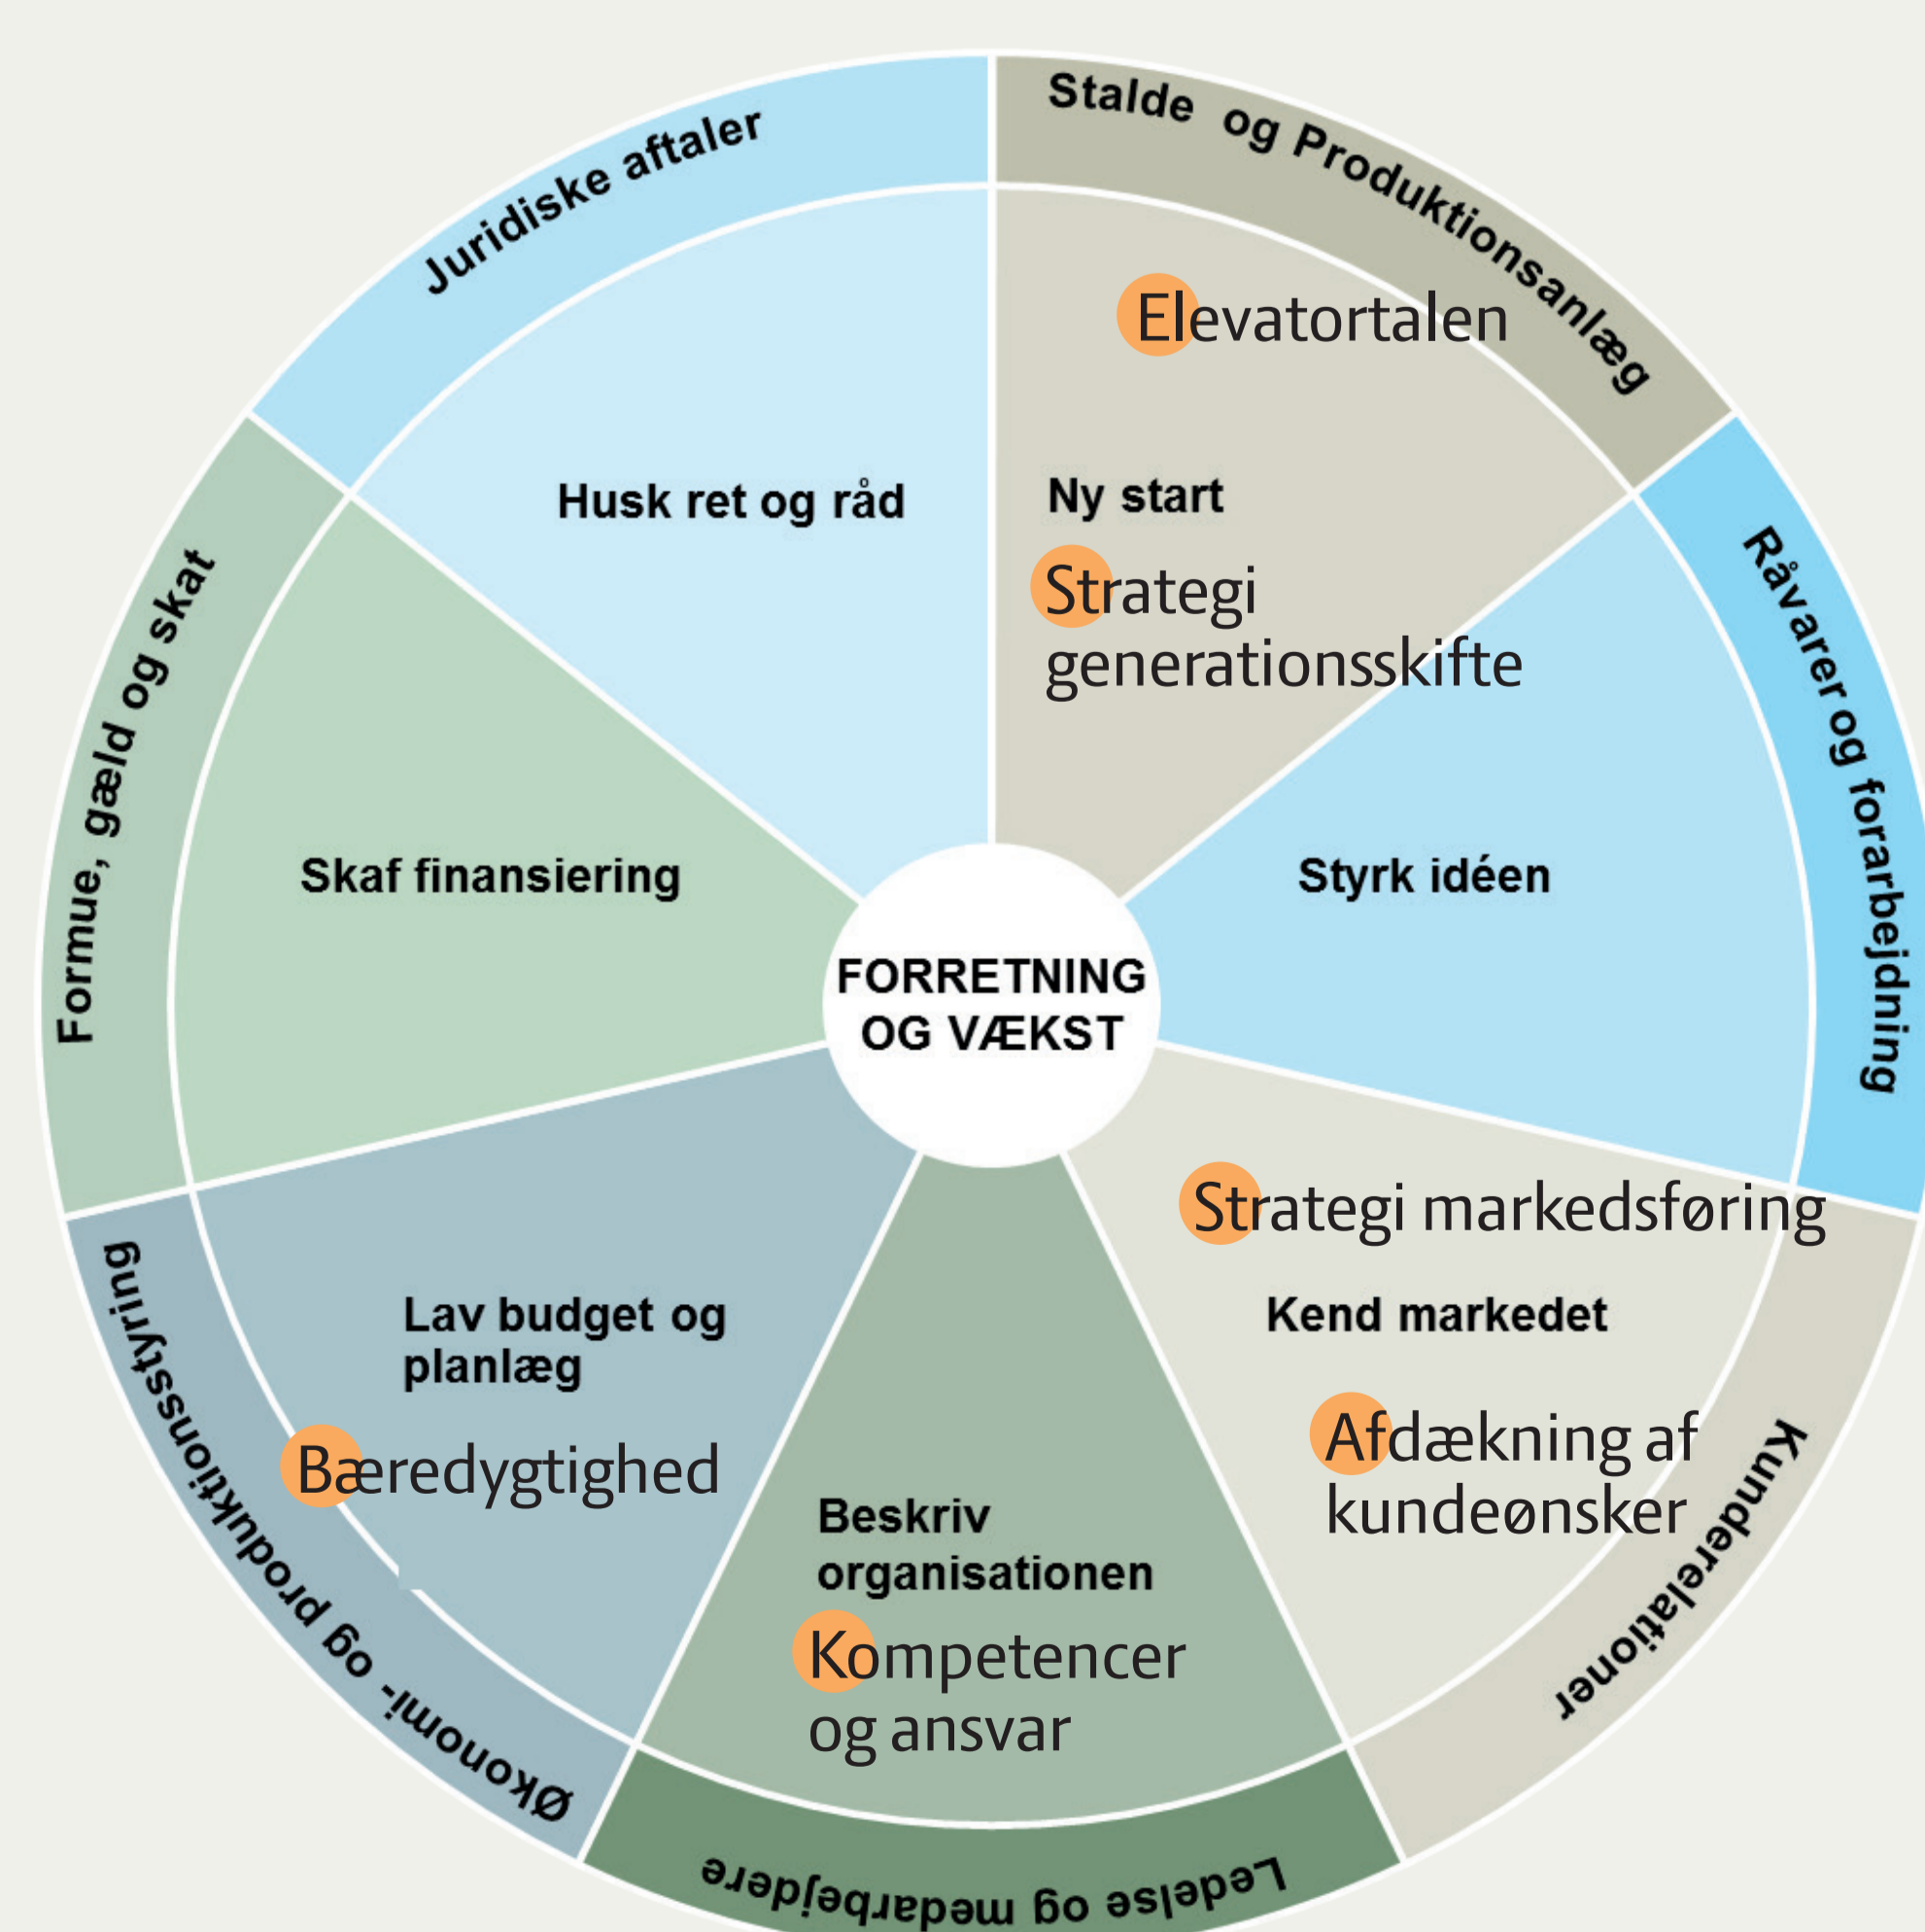 Juridiske aftaler
Stalde og Produktionsanlæg
Råvarer og forarbejdning
Kunderelationer
Ledelse og medarbejdere
Økonomi- og produktionsstyring
Formue, gæld og skat
Elevatortalen
Husk ret og råd
Ny start
Strategi
generationsskifte
Skaf finansiering
Styrk idéen
FORRETNING
OG VÆKST
Strategi markedsføring
Kend markedet
Afdækning af
kundeønsker
Lav budget og
planlæg
Bæredygtighed
Beskriv
organisationen
Kompetencer
og ansvar